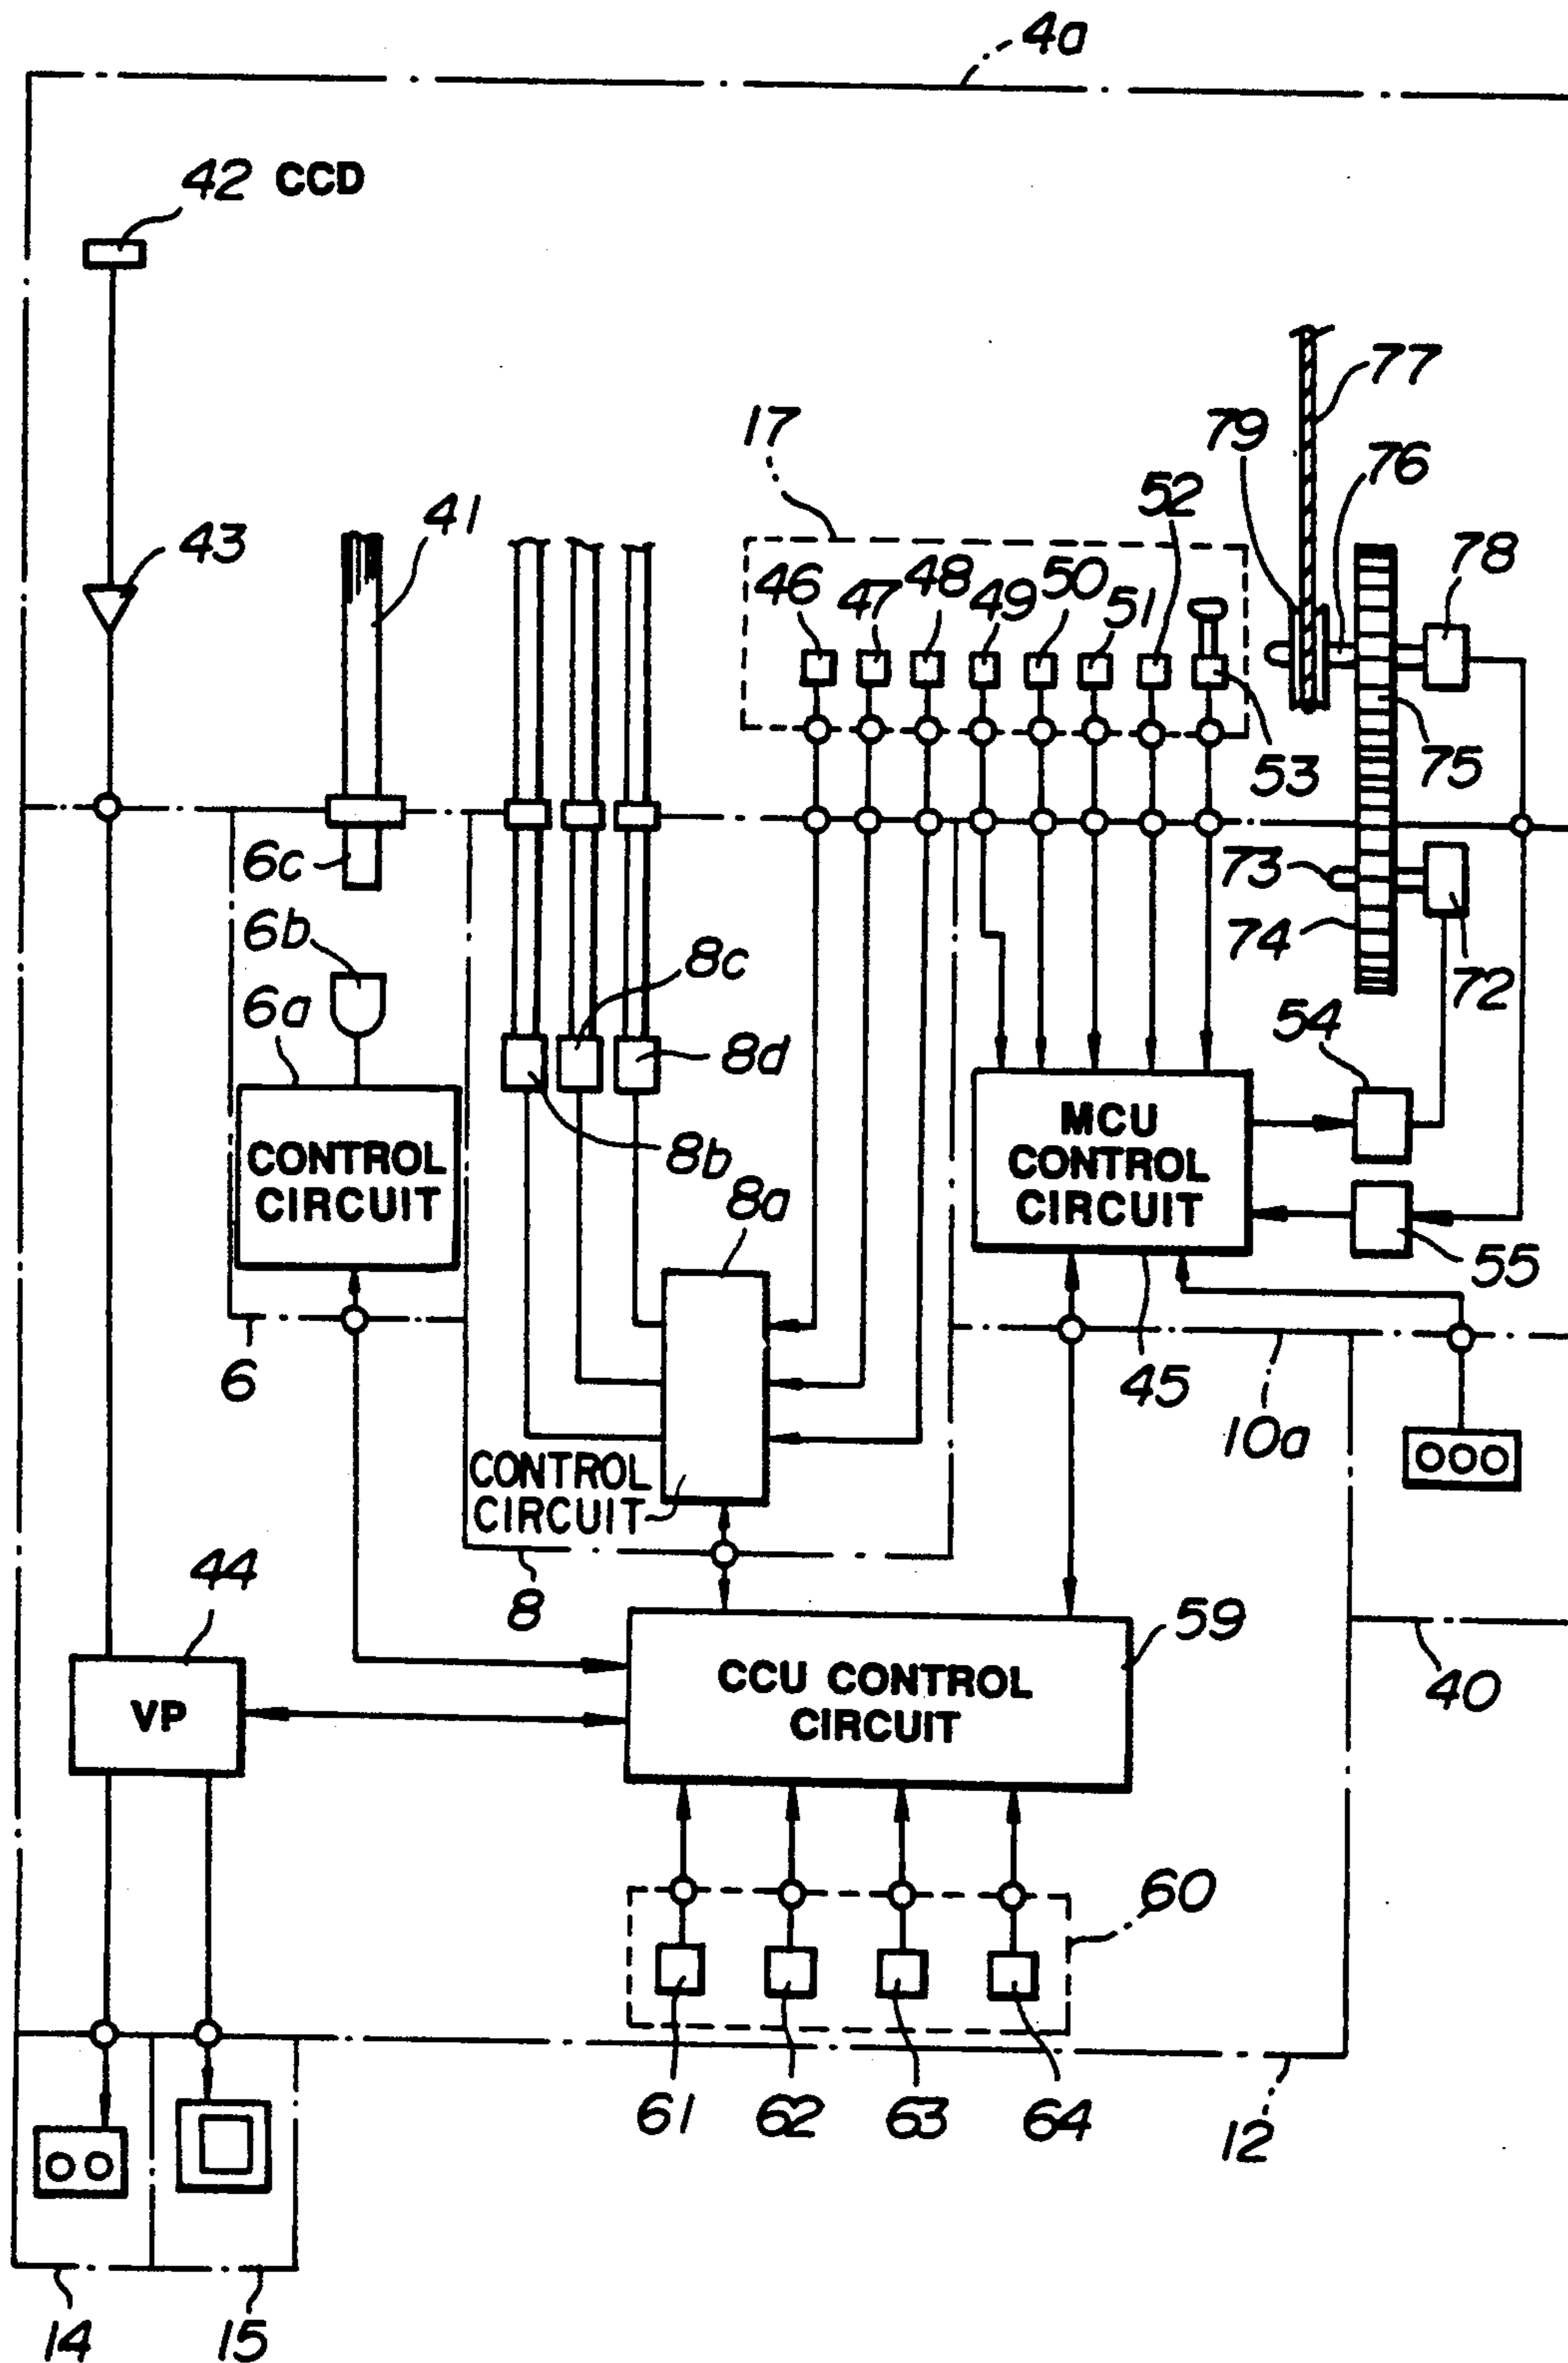 4a
42 CCD
77
79
17
76
52
41
43
78
46
47
48
49
50
51
53
75
6c
73
6b
74
8c
72
6a
54
8d
MCU
CONTROL
CIRCUIT
CONTROL
CIRCUIT
8b
8a
55
6
45
10a
CONTROL
CIRCUIT
44
8
59
CCU CONTROL
CIRCUIT
40
VP
60
61
62
63
64
12
14
15